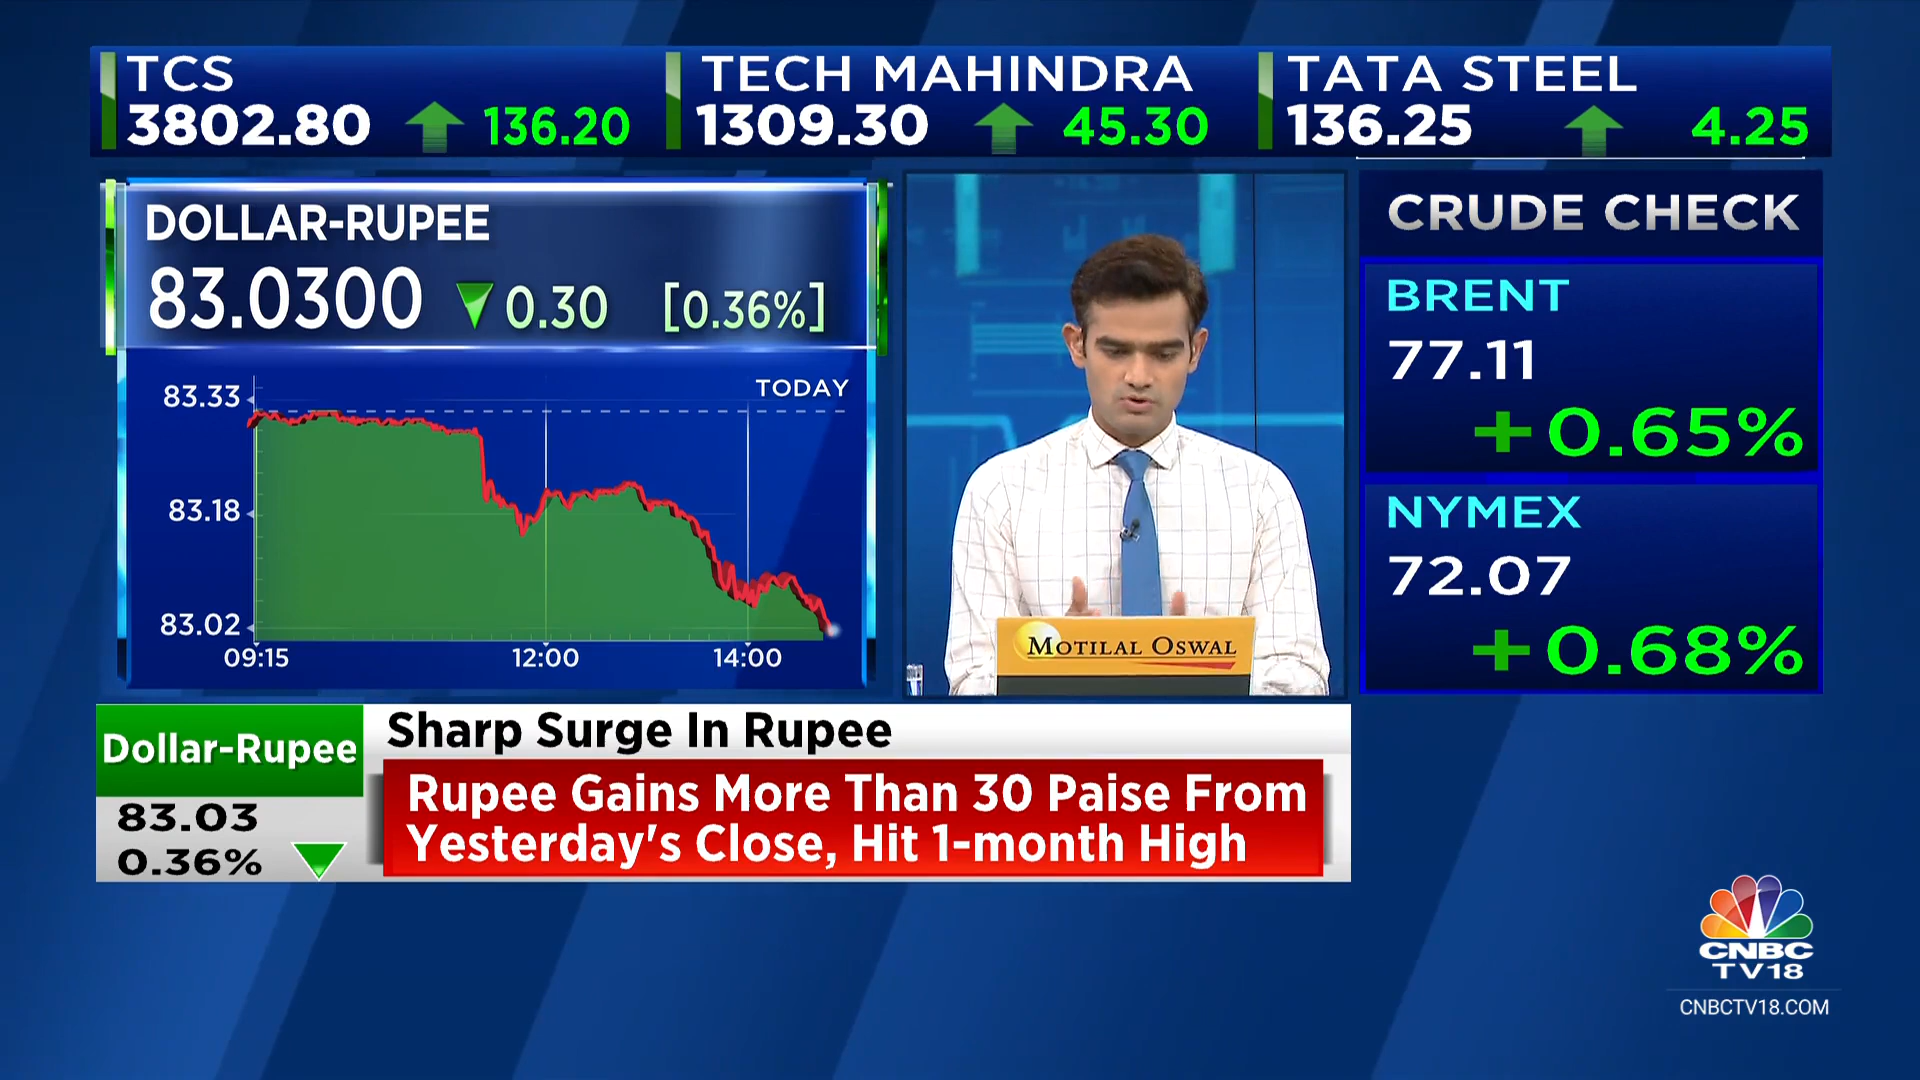 TCS
3802.80 136.20
TECH MAHINDRA
1309.30 45.30
TATA STEEL
136.25 4.25
DOLLAR-RUPEE
83.0300 0.30 [0.36%]
TODAY
83.33
83.18
83.02
09:15 12:00 14:00
MOTILAL OSWAL
CRUDE CHECK
BRENT
77.11
+0.65%
NYMEX
72.07
+0.68%
Dollar-Rupee
83.03
0.36%
Sharp Surge In Rupee
Rupee Gains More Than 30 Paise From
Yesterday's Close, Hit 1-month High
CNBC
TV18
CNBCTV18.COM